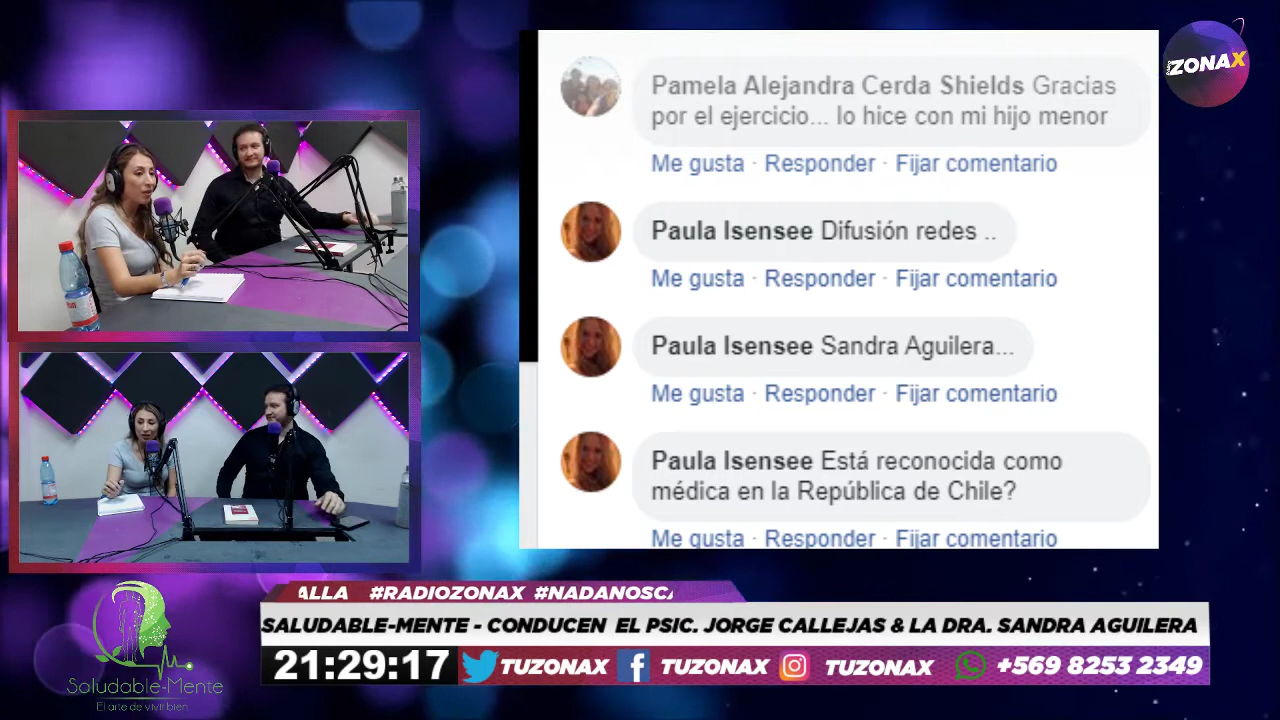 ZONAX
Pamela Alejandra Cerda Shields Gracias
por el ejercicio... lo hice con mi hijo menor
Me gusta · Responder · Fijar comentario
Paula Isensee Difusión redes ..
Me gusta · Responder · Fijar comentario
Paula Isensee Sandra Aguilera...
Me gusta · Responder · Fijar comentario
Paula Isensee Está reconocida como
médica en la República de Chile?
Me gusta · Responder · Fijar comentario
ALLA #RADIOZONAX #NADANOSCA
SALUDABLE-MENTE - CONDUCEN EL PSIC. JORGE CALLEJAS & LA DRA. SANDRA AGUILERA
21:29:17 TUZONAX TUZONAX TUZONAX +569 8253 2349
Saludable-Mente
El arte de vivir bien